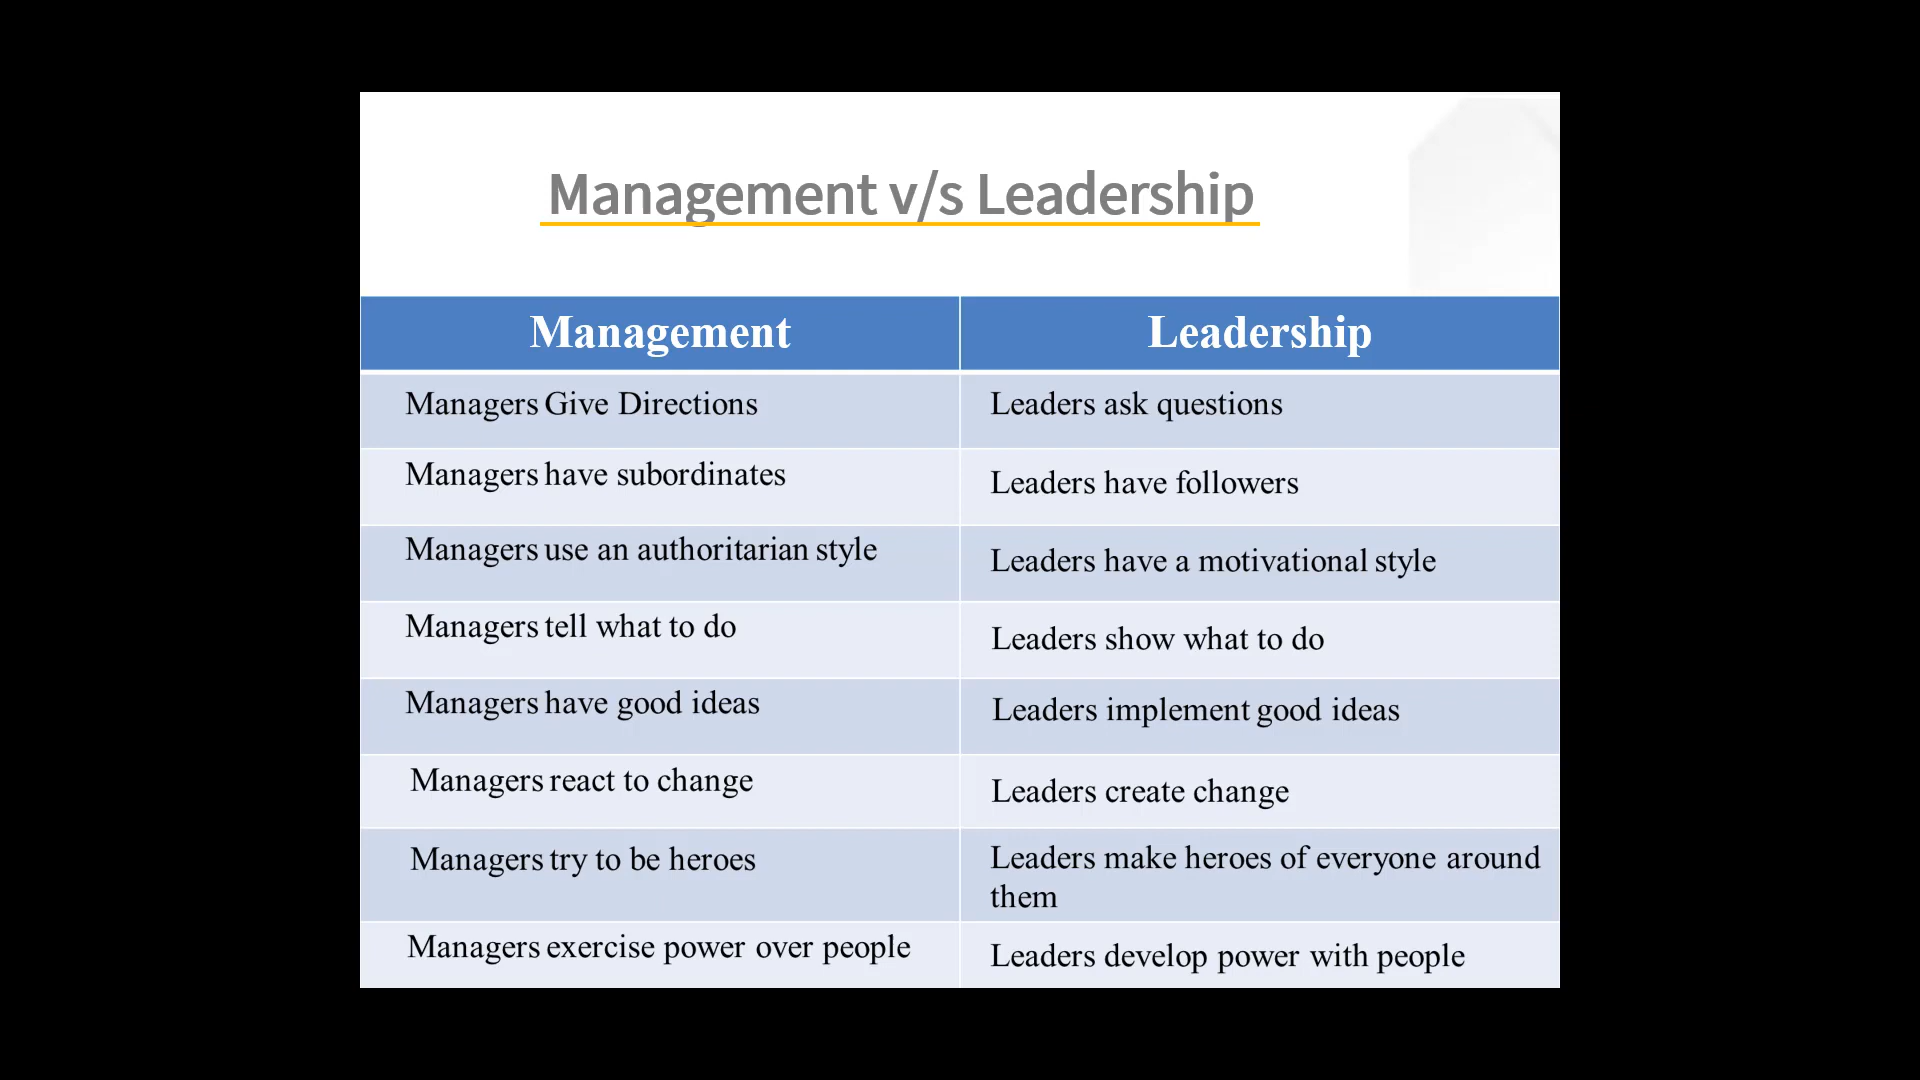 Management v/s Leadership
Management
Leadership
Managers Give Directions
Leaders ask questions
Managers have subordinates
Leaders have followers
Managers use an authoritarian style
Leaders have a motivational style
Managers tell what to do
Leaders show what to do
Managers have good ideas
Leaders implement good ideas
Managers react to change
Leaders create change
Managers try to be heroes
Leaders make heroes of everyone around
them
Managers exercise power over people
Leaders develop power with people